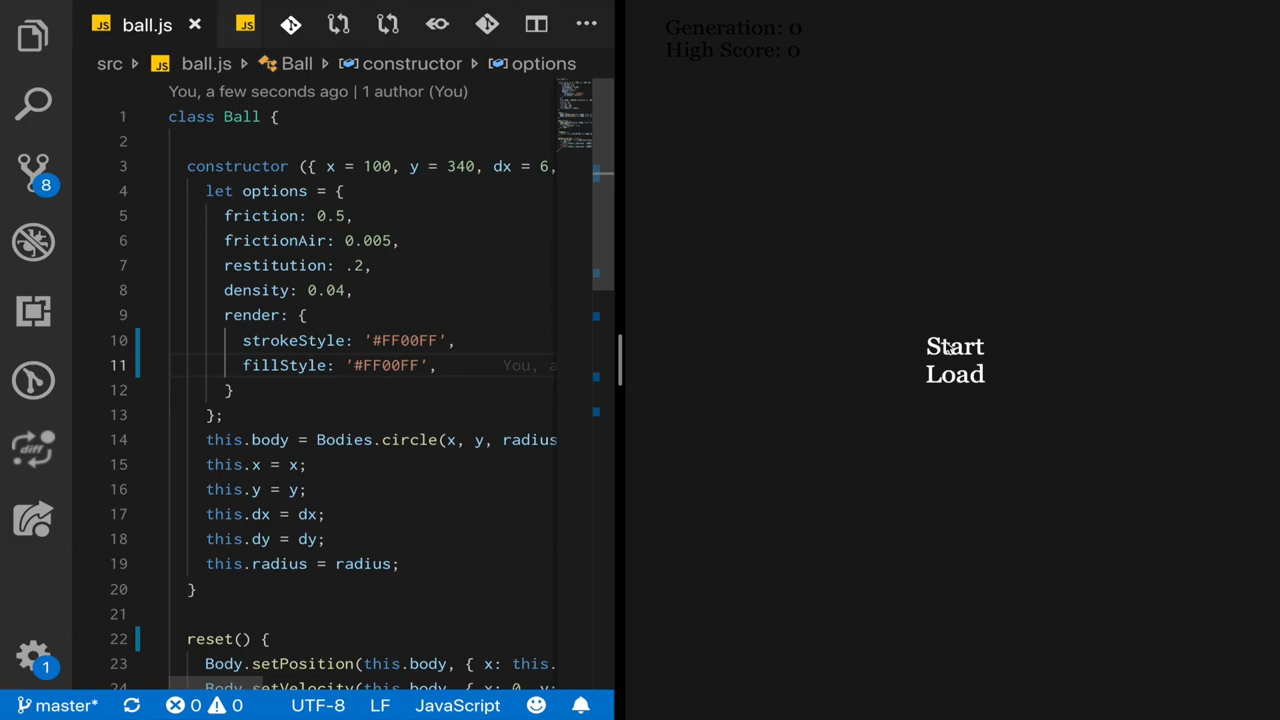 JS ball.js × JS
src > JS ball.js > Ball > constructor > options
You, a few seconds ago | 1 author (You)
1 class Ball {
2
3 constructor ({ x = 100, y = 340, dx = 6,
4 let options = {
5 friction: 0.5,
6 frictionAir: 0.005,
7 restitution: .2,
8 density: 0.04,
9 render: {
10 strokeStyle: '#FF00FF',
11 fillStyle: '#FF00FF', You, a
12 }
13 };
14 this.body = Bodies.circle(x, y, radius
15 this.x = x;
16 this.y = y;
17 this.dx = dx;
18 this.dy = dy;
19 this.radius = radius;
20 }
21
22 reset() {
23 Body.setPosition(this.body, { x: this.
24 Body.setVelocity(this.body, { x: 0, y:
8
diff
1
master* 0 0 UTF-8 LF JavaScript
Generation: 0
High Score: 0
Start
Load